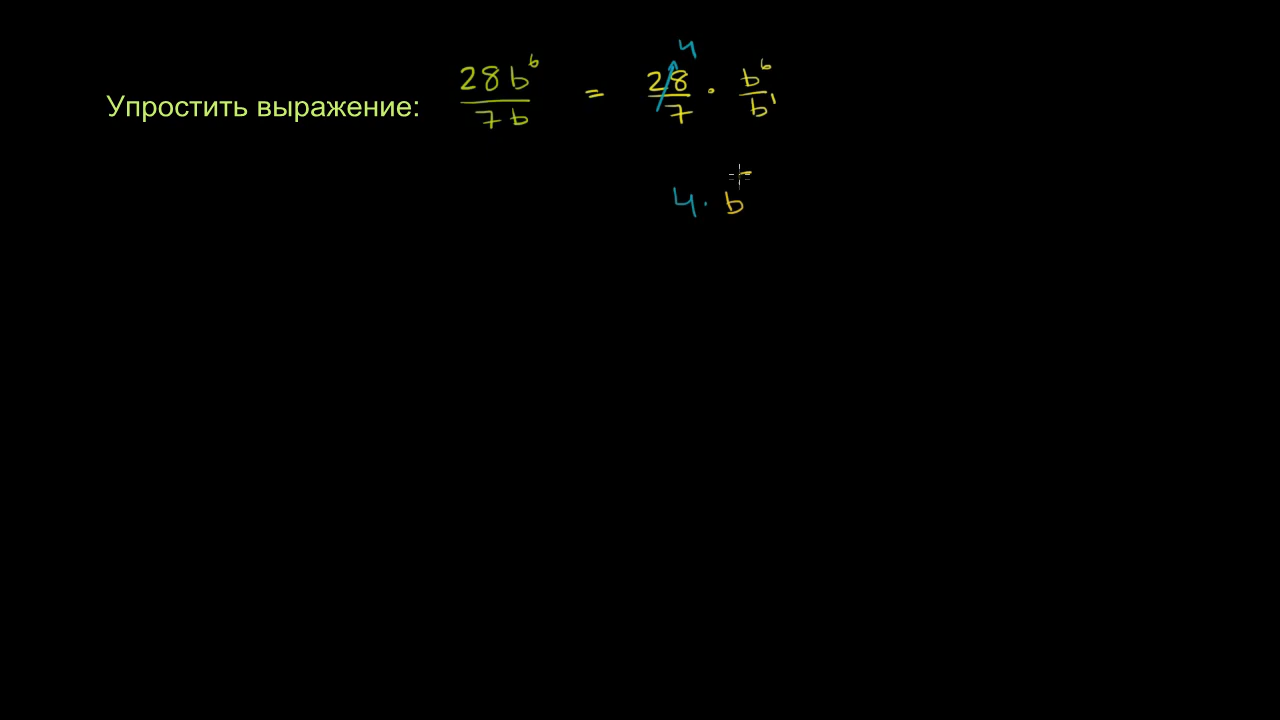 Упростить выражение: 28b⁶/7b = 28/7 4 · b⁶/b¹
4 · b